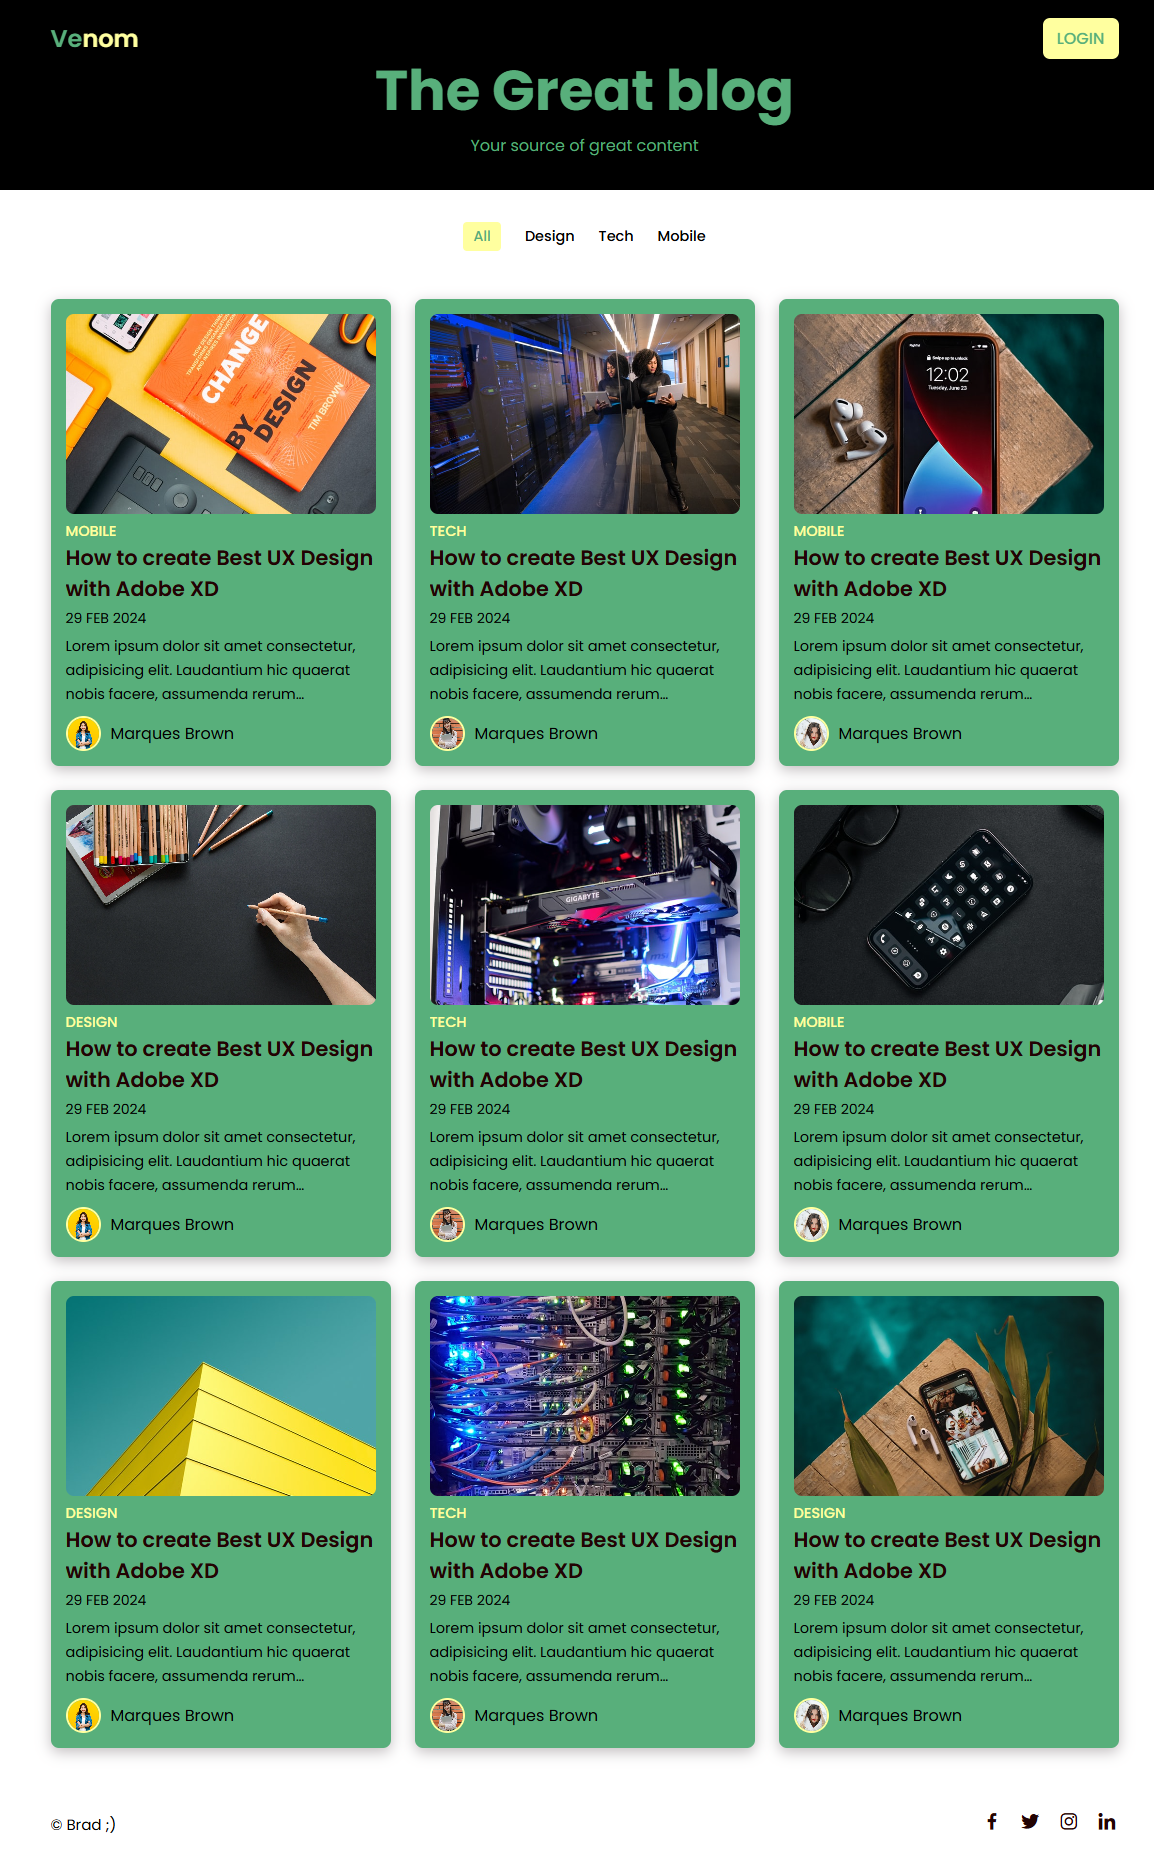 Venom
LOGIN
The Great blog
Your source of great content
All Design Tech Mobile
CHANGE
BY
DESIGN
TIM BROWN
Swipe up to unlock
12:02
Tuesday, June 23
MOBILE
How to create Best UX Design
with Adobe XD
29 FEB 2024
Lorem ipsum dolor sit amet consectetur,
adipisicing elit. Laudantium hic quaerat
nobis facere, assumenda rerum...
Marques Brown
TECH
How to create Best UX Design
with Adobe XD
29 FEB 2024
Lorem ipsum dolor sit amet consectetur,
adipisicing elit. Laudantium hic quaerat
nobis facere, assumenda rerum...
Marques Brown
MOBILE
How to create Best UX Design
with Adobe XD
29 FEB 2024
Lorem ipsum dolor sit amet consectetur,
adipisicing elit. Laudantium hic quaerat
nobis facere, assumenda rerum...
Marques Brown
DESIGN
How to create Best UX Design
with Adobe XD
29 FEB 2024
Lorem ipsum dolor sit amet consectetur,
adipisicing elit. Laudantium hic quaerat
nobis facere, assumenda rerum...
Marques Brown
GIGABYTE
TECH
How to create Best UX Design
with Adobe XD
29 FEB 2024
Lorem ipsum dolor sit amet consectetur,
adipisicing elit. Laudantium hic quaerat
nobis facere, assumenda rerum...
Marques Brown
MOBILE
How to create Best UX Design
with Adobe XD
29 FEB 2024
Lorem ipsum dolor sit amet consectetur,
adipisicing elit. Laudantium hic quaerat
nobis facere, assumenda rerum...
Marques Brown
DESIGN
How to create Best UX Design
with Adobe XD
29 FEB 2024
Lorem ipsum dolor sit amet consectetur,
adipisicing elit. Laudantium hic quaerat
nobis facere, assumenda rerum...
Marques Brown
TECH
How to create Best UX Design
with Adobe XD
29 FEB 2024
Lorem ipsum dolor sit amet consectetur,
adipisicing elit. Laudantium hic quaerat
nobis facere, assumenda rerum...
Marques Brown
DESIGN
How to create Best UX Design
with Adobe XD
29 FEB 2024
Lorem ipsum dolor sit amet consectetur,
adipisicing elit. Laudantium hic quaerat
nobis facere, assumenda rerum...
Marques Brown
© Brad ;)